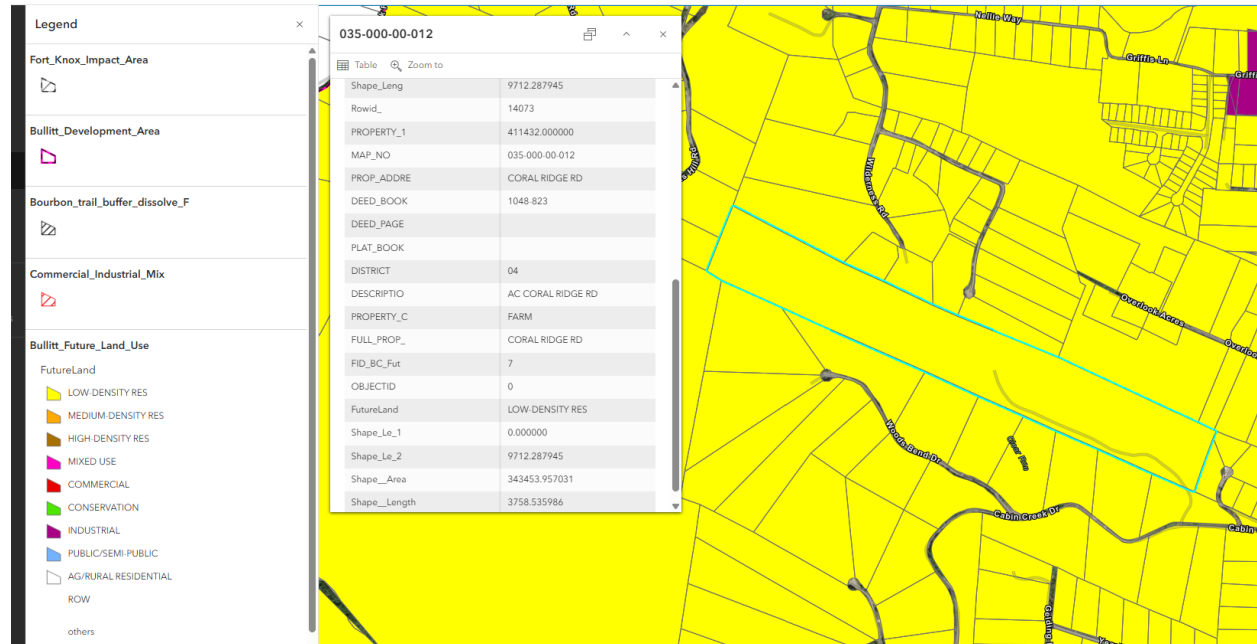 Legend
Fort_Knox_Impact_Area
Bullitt_Development_Area
Bourbon_trail_buffer_dissolve_F
Commercial_Industrial_Mix
Bullitt_Future_Land_Use
FutureLand
LOW-DENSITY RES
MEDIUM-DENSITY RES
HIGH-DENSITY RES
MIXED USE
COMMERCIAL
CONSERVATION
INDUSTRIAL
PUBLIC/SEMI-PUBLIC
AG/RURAL RESIDENTIAL
ROW
others
035-000-00-012
Table Zoom to
Shape_Leng 9712.287945
Rowid_ 14073
PROPERTY_1 411432.000000
MAP_NO 035-000-00-012
PROP_ADDRE CORAL RIDGE RD
DEED_BOOK 1048-823
DEED_PAGE
PLAT_BOOK
DISTRICT 04
DESCRIPTIO AC CORAL RIDGE RD
PROPERTY_C FARM
FULL_PROP_ CORAL RIDGE RD
FID_BC_Fut 7
OBJECTID 0
FutureLand LOW-DENSITY RES
Shape_Le_1 0.000000
Shape_Le_2 9712.287945
Shape__Area 343453.957031
Shape__Length 3758.535986
Nellie Way
Griffis Ln
Griffi
Wilderness Rd
Overlook Acres
Overloo
Woods Bend Dr
Cabin Creek Dr
Cabin